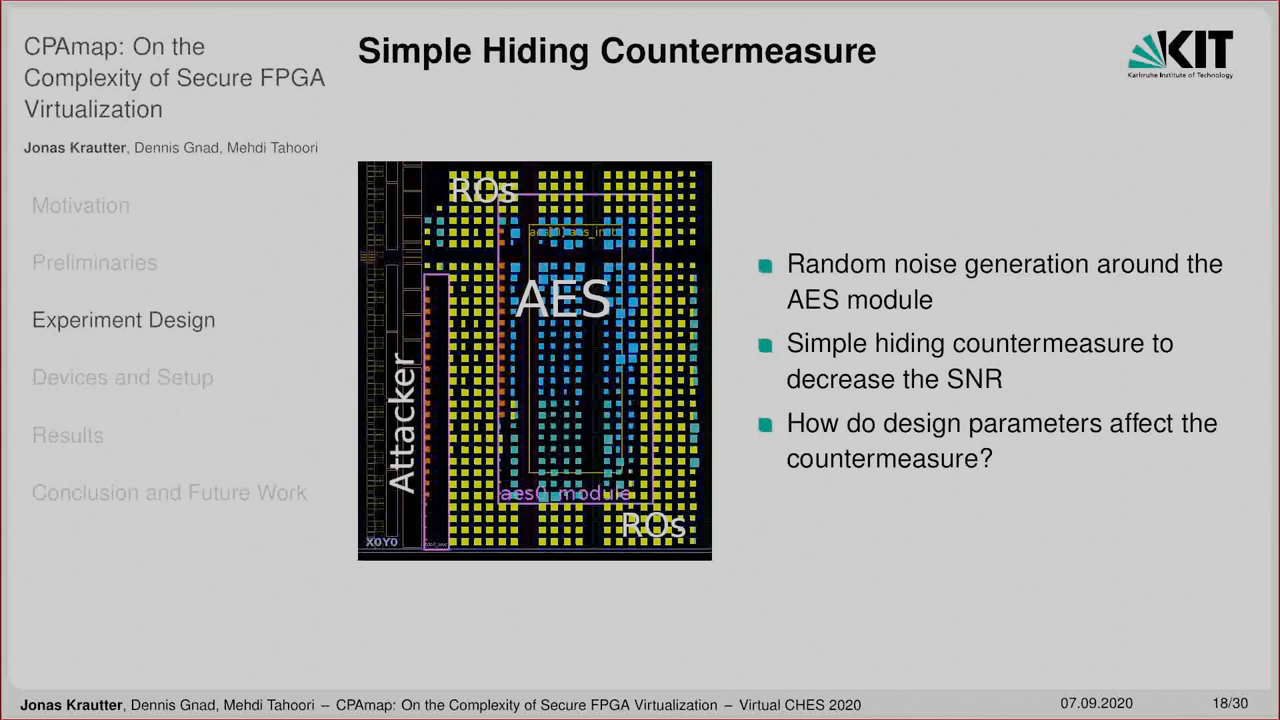 CPAmap: On the
Complexity of Secure FPGA
Virtualization
Jonas Krautter, Dennis Gnad, Mehdi Tahoori
Motivation
Preliminaries
Experiment Design
Devices and Setup
Results
Conclusion and Future Work
Simple Hiding Countermeasure
KIT
Karlsruhe Institute of Technology
ROs
AES
Attacker
aes0_module
ROs
X0Y0
Random noise generation around the
AES module
Simple hiding countermeasure to
decrease the SNR
How do design parameters affect the
countermeasure?
Jonas Krautter, Dennis Gnad, Mehdi Tahoori – CPAmap: On the Complexity of Secure FPGA Virtualization – Virtual CHES 2020
07.09.2020
18/30